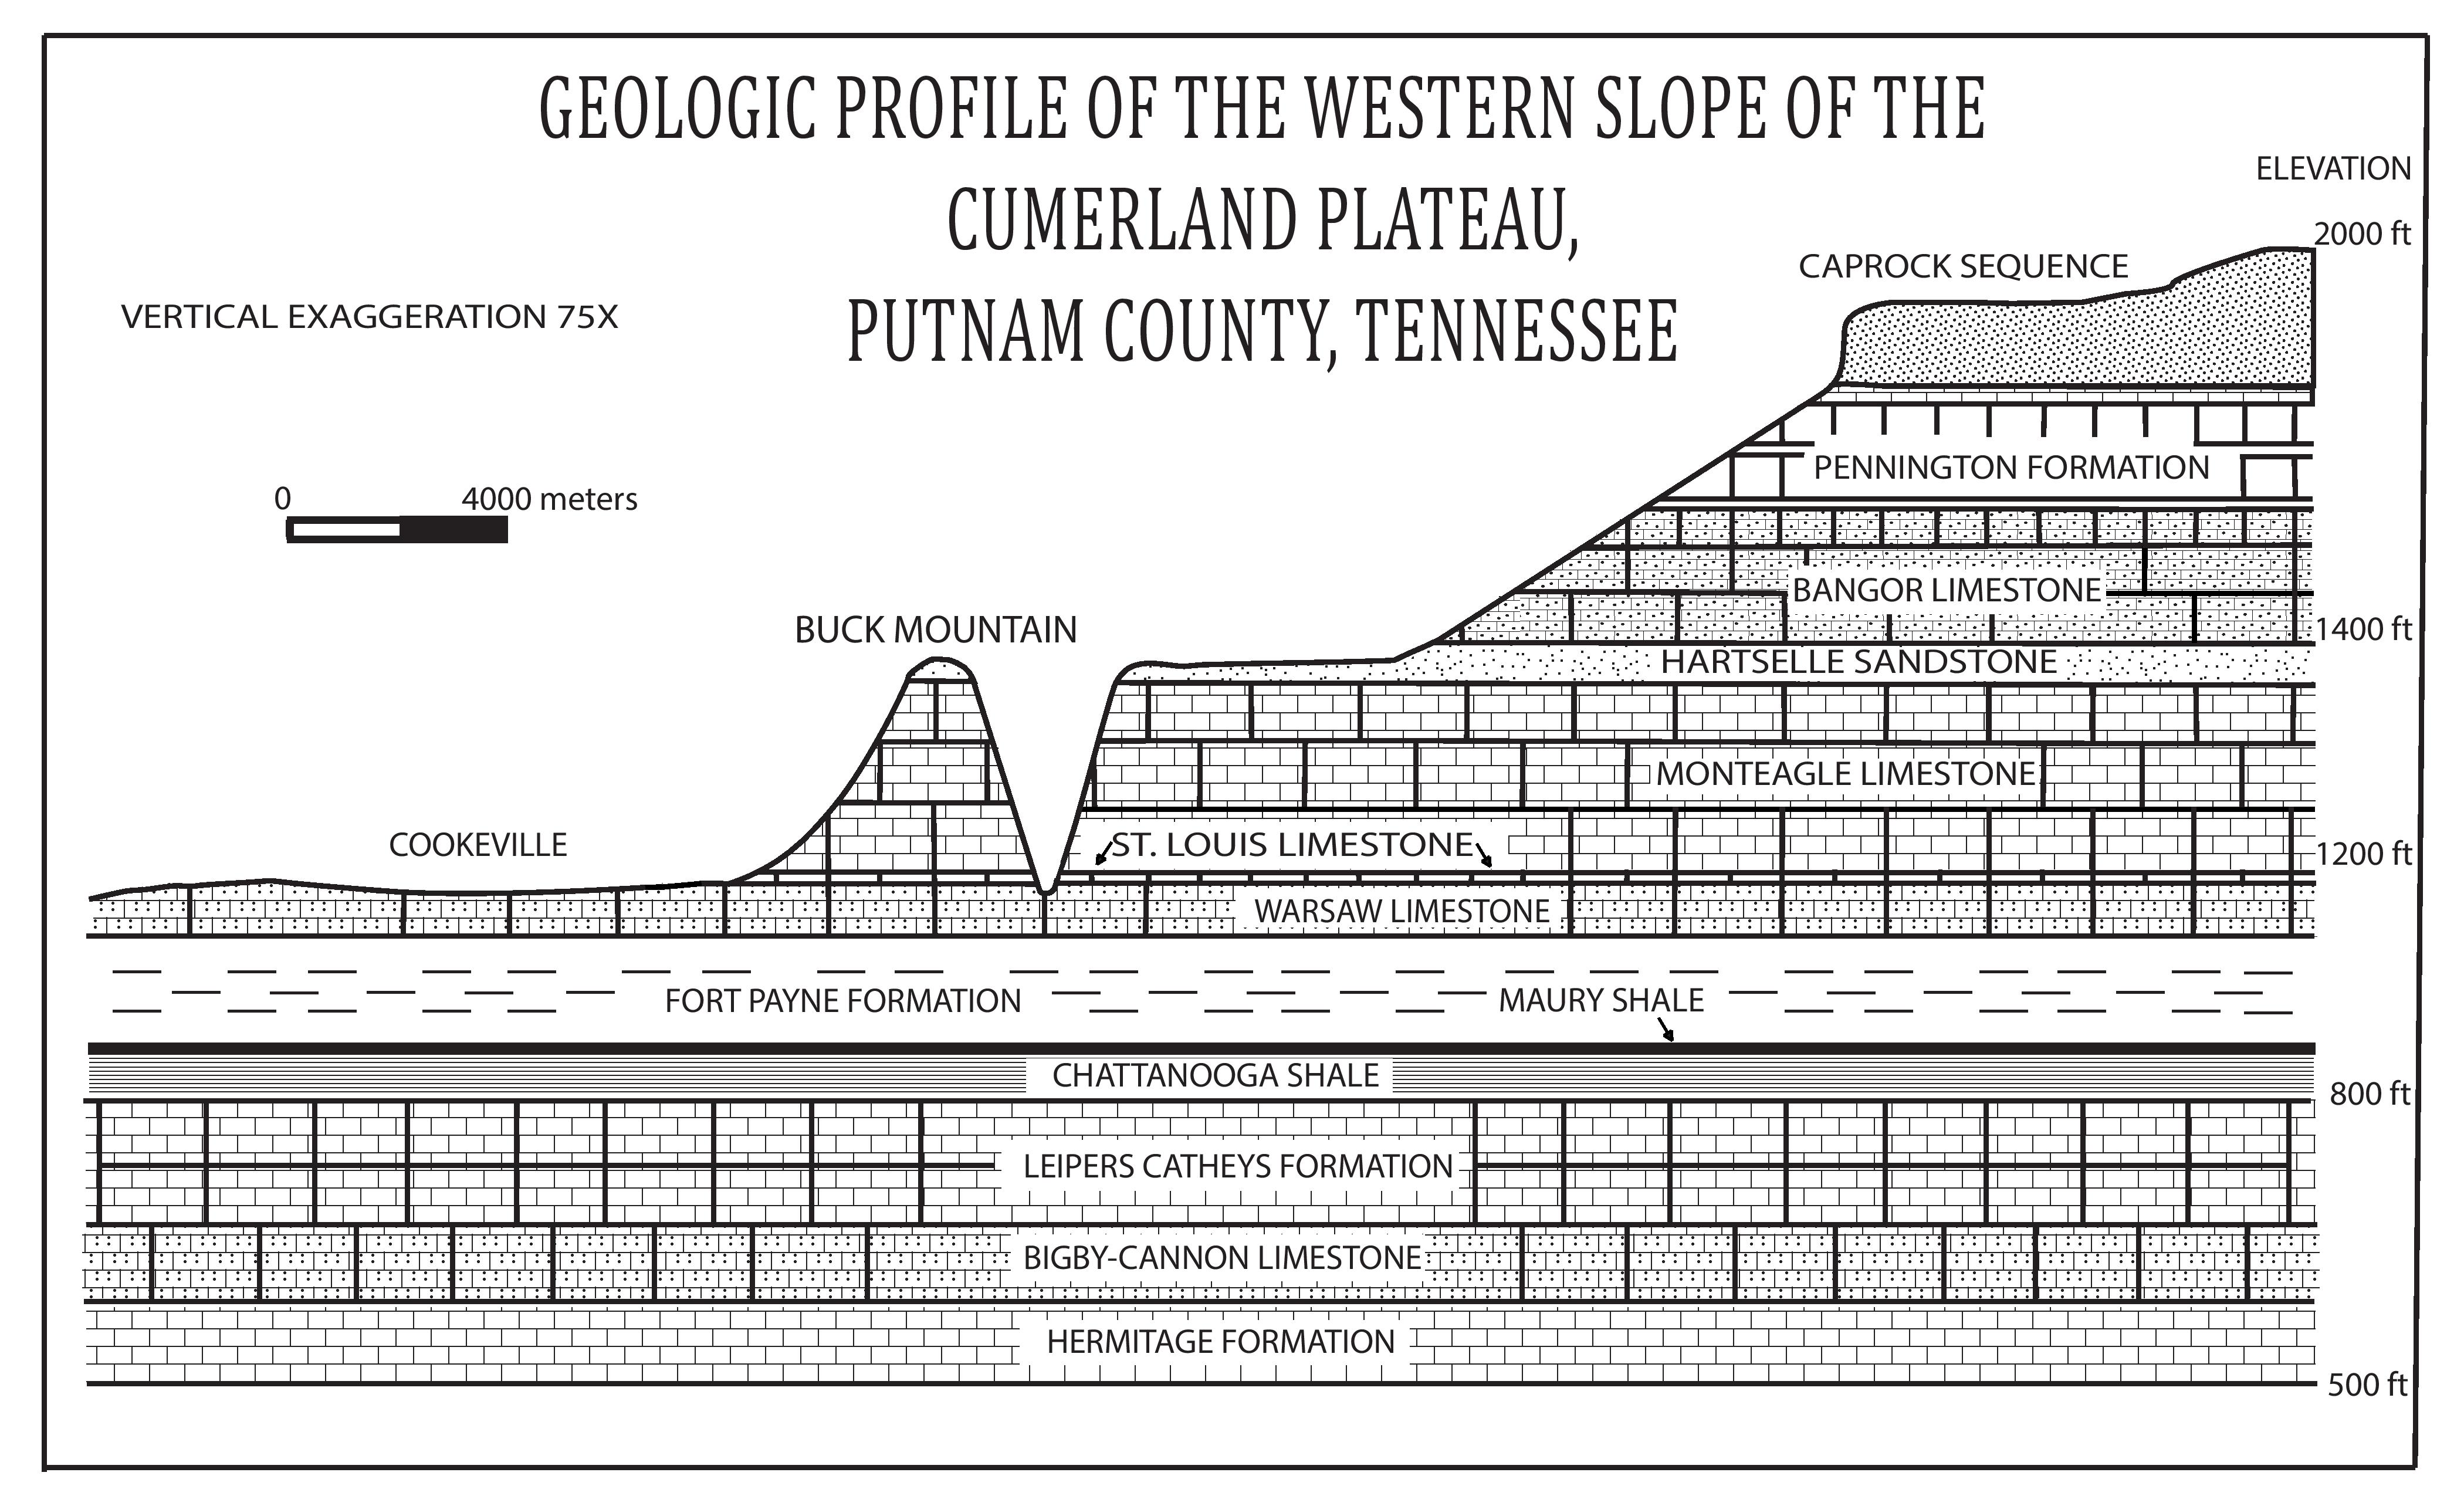 GEOLOGIC PROFILE OF THE WESTERN SLOPE OF THE
CUMERLAND PLATEAU,
PUTNAM COUNTY, TENNESSEE
ELEVATION
2000 ft
CAPROCK SEQUENCE
VERTICAL EXAGGERATION 75X
PENNINGTON FORMATION
0 4000 meters
BANGOR LIMESTONE
BUCK MOUNTAIN
1400 ft
HARTSELLE SANDSTONE
MONTEAGLE LIMESTONE
COOKEVILLE
ST. LOUIS LIMESTONE
1200 ft
WARSAW LIMESTONE
FORT PAYNE FORMATION
MAURY SHALE
CHATTANOOGA SHALE
800 ft
LEIPERS CATHEYS FORMATION
BIGBY-CANNON LIMESTONE
HERMITAGE FORMATION
500 ft